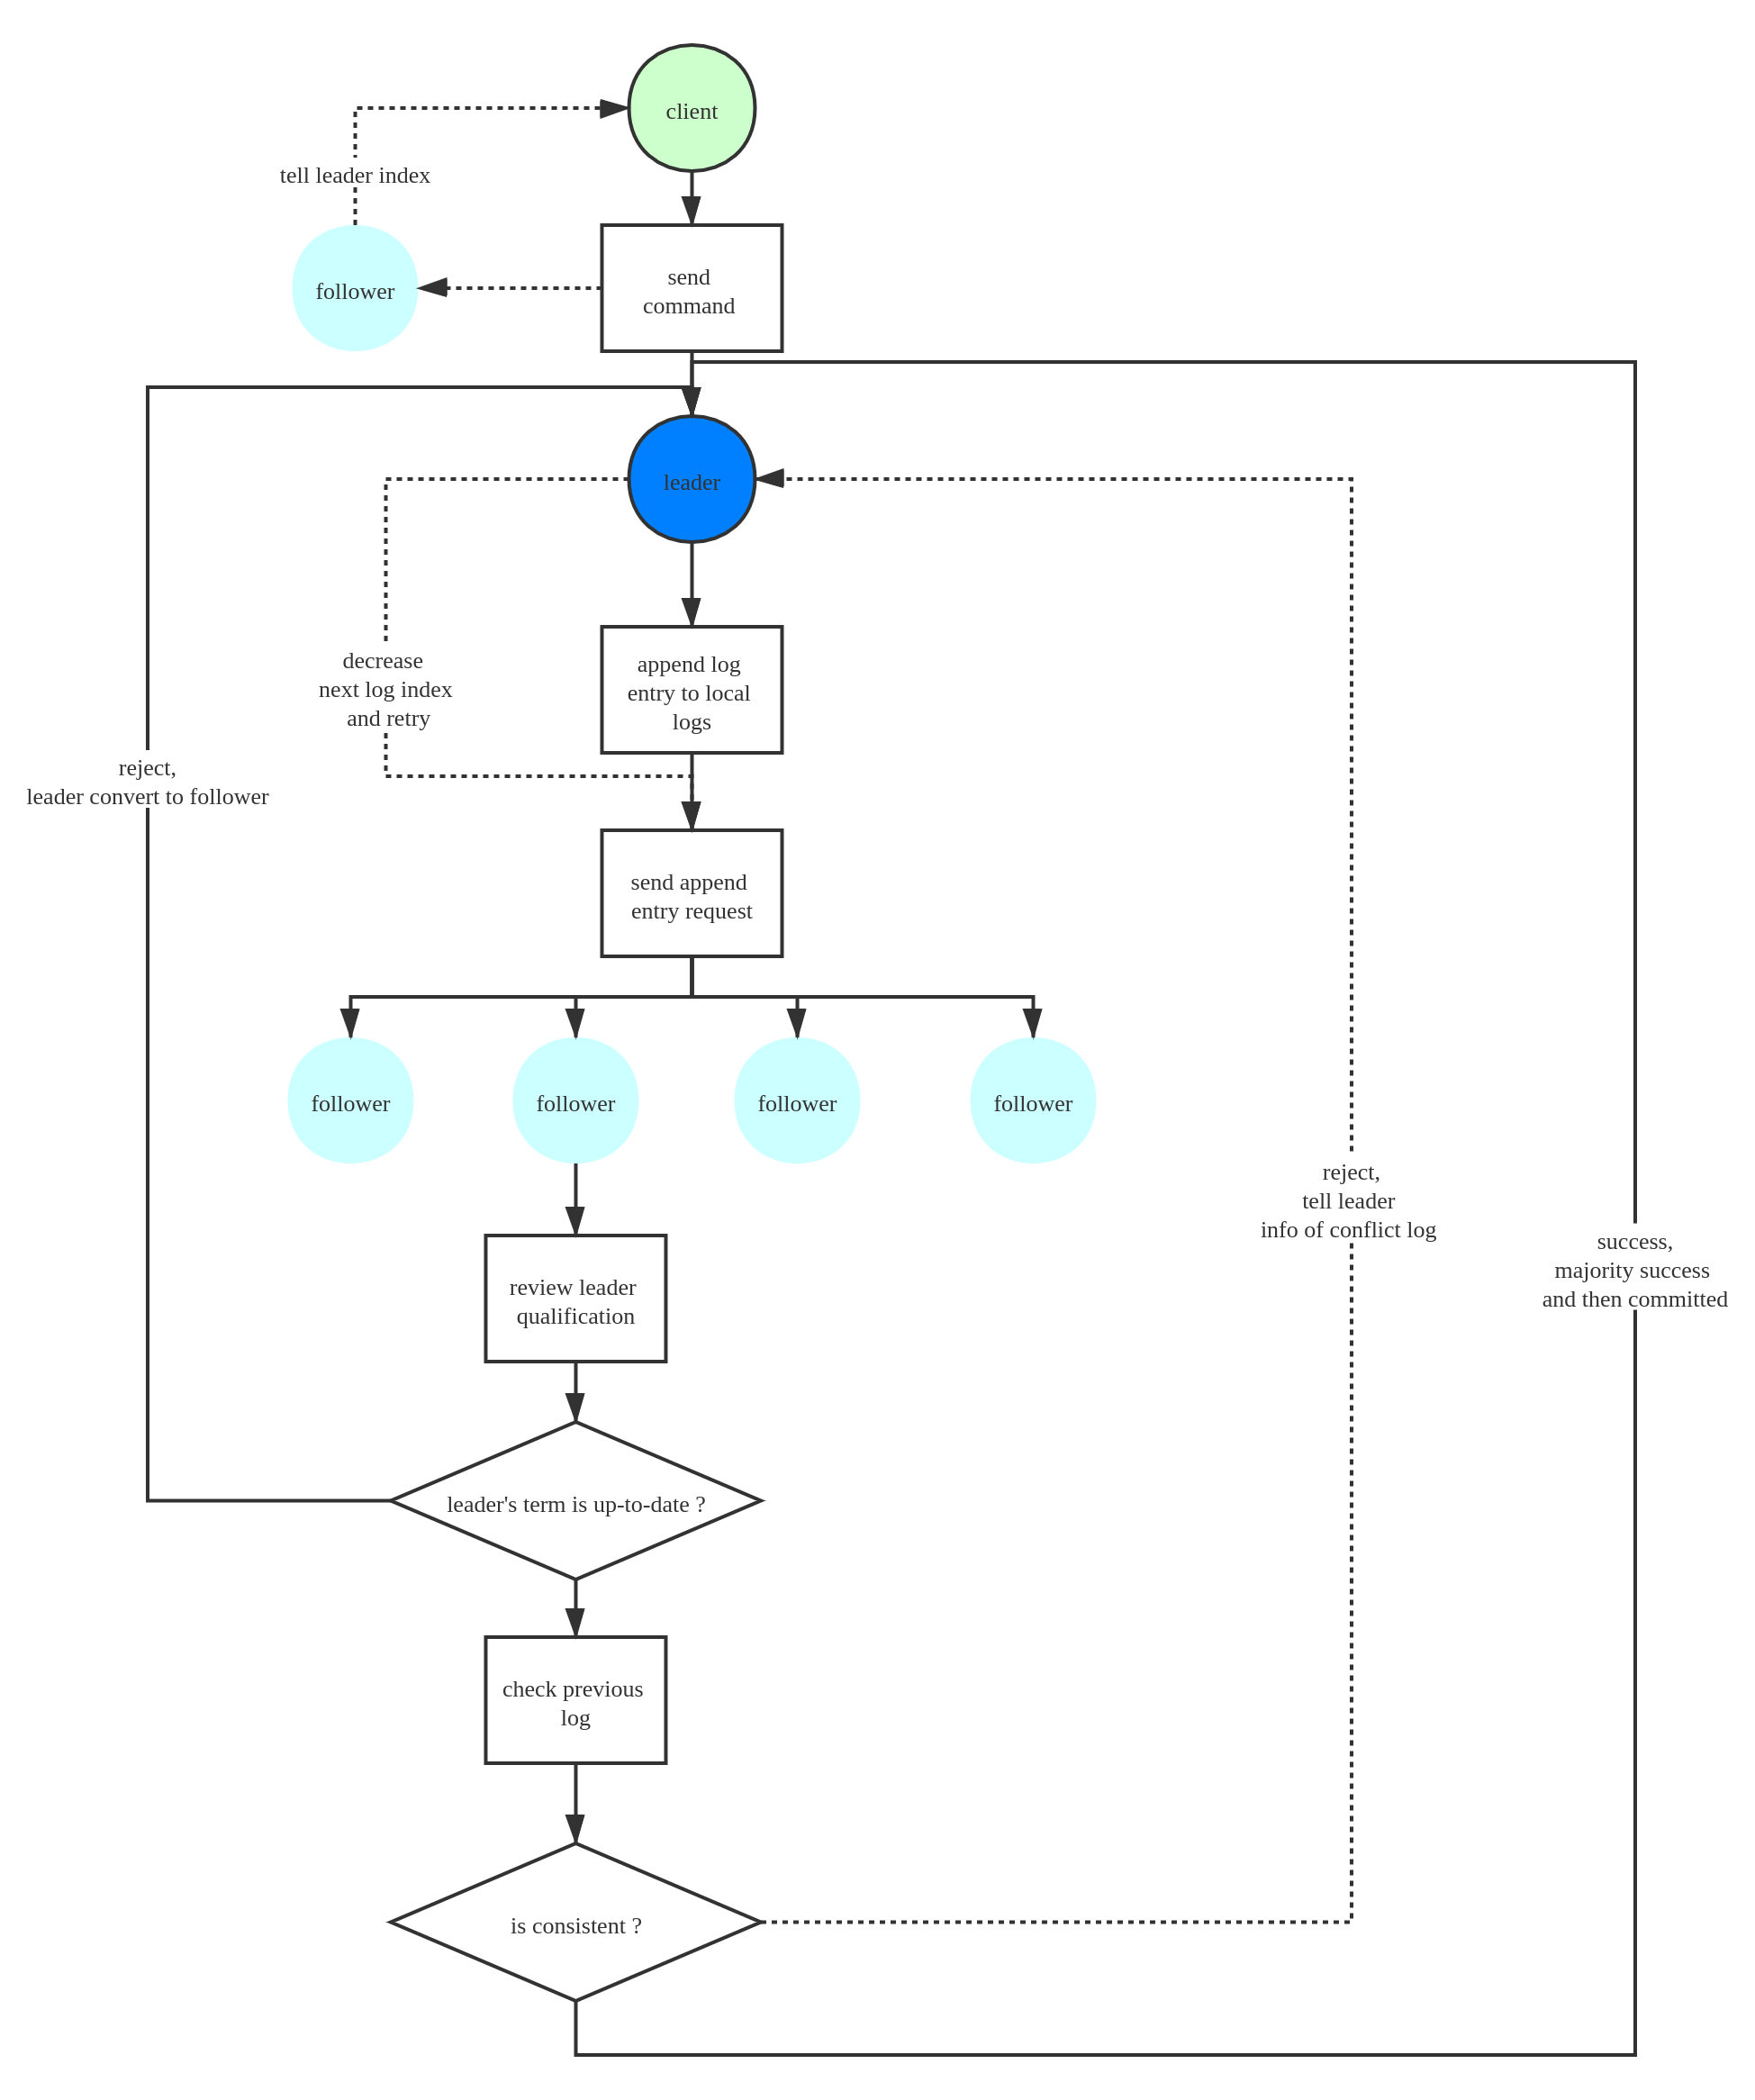 client
tell leader index
follower
send
command
leader
decrease
next log index
and retry
append log
entry to local
logs
reject,
leader convert to follower
send append
entry request
follower
follower
follower
follower
reject,
tell leader
info of conflict log
success,
majority success
and then committed
review leader
qualification
leader's term is up-to-date ?
check previous
log
is consistent ?